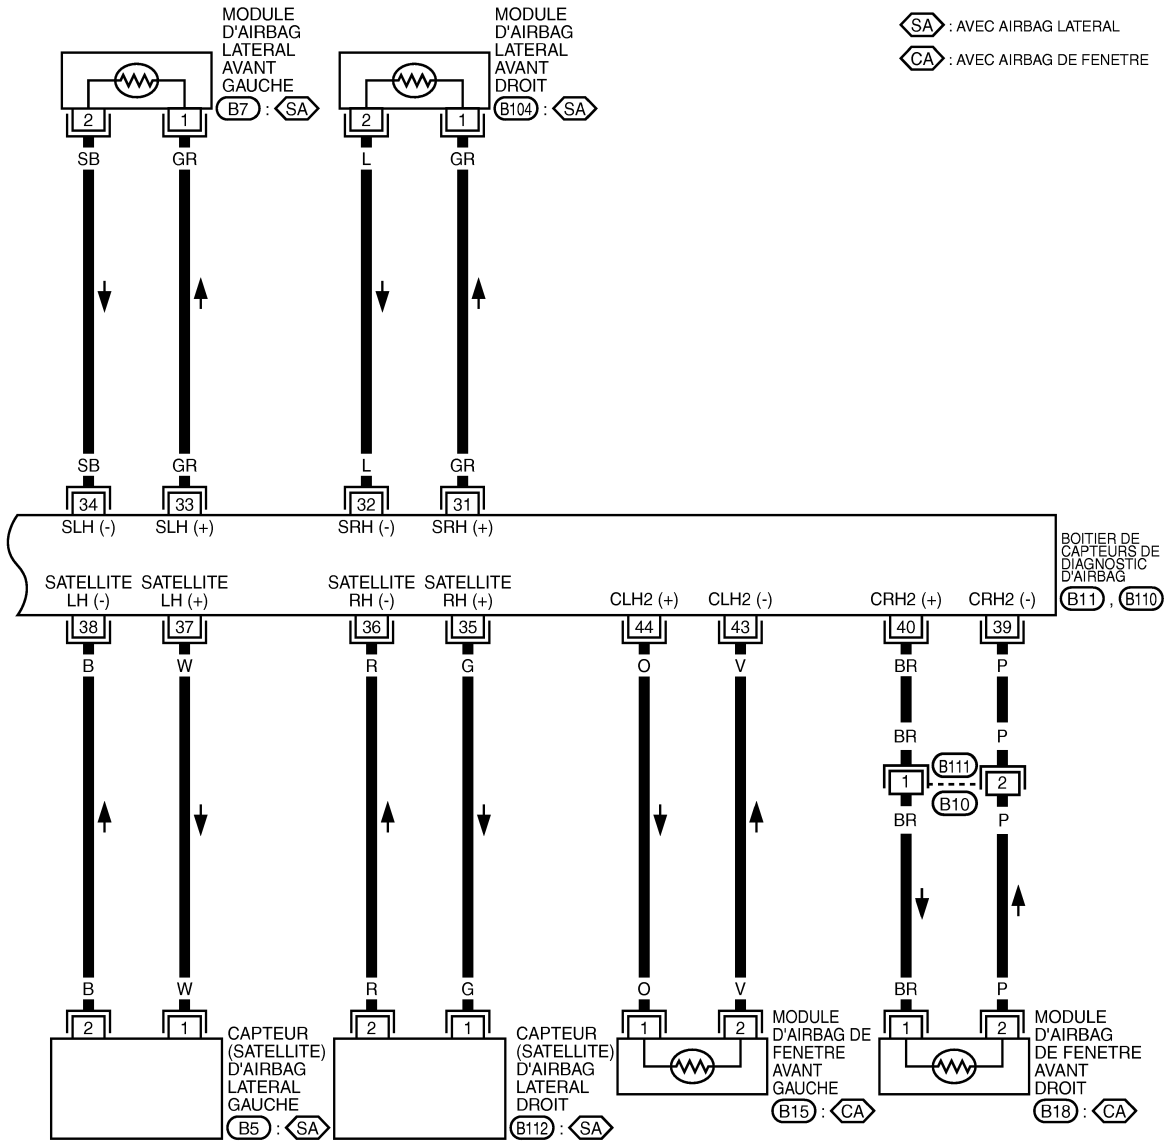 MODULE
D'AIRBAG
LATERAL
AVANT
GAUCHE
B7 : SA
MODULE
D'AIRBAG
LATERAL
AVANT
DROIT
B104 : SA
SA : AVEC AIRBAG LATERAL
CA : AVEC AIRBAG DE FENETRE
2 1 2 1
SB GR L GR
SB GR L GR
34 33 32 31
SLH (-) SLH (+) SRH (-) SRH (+)
BOITIER DE
CAPTEURS DE
DIAGNOSTIC
D'AIRBAG
B11 , B110
SATELLITE
LH (-)
SATELLITE
LH (+)
SATELLITE
RH (-)
SATELLITE
RH (+)
CLH2 (+) CLH2 (-) CRH2 (+) CRH2 (-)
38 37 36 35 44 43 40 39
B W R G O V BR P
BR P
B111
1 2
B10
BR P
B W R G O V BR P
2 1 2 1 1 2 1 2
CAPTEUR
(SATELLITE)
D'AIRBAG
LATERAL
GAUCHE
B5 : SA
CAPTEUR
(SATELLITE)
D'AIRBAG
LATERAL
DROIT
B112 : SA
MODULE
D'AIRBAG DE
FENETRE
AVANT
GAUCHE
B15 : CA
MODULE
D'AIRBAG
DE FENETRE
AVANT
DROIT
B18 : CA